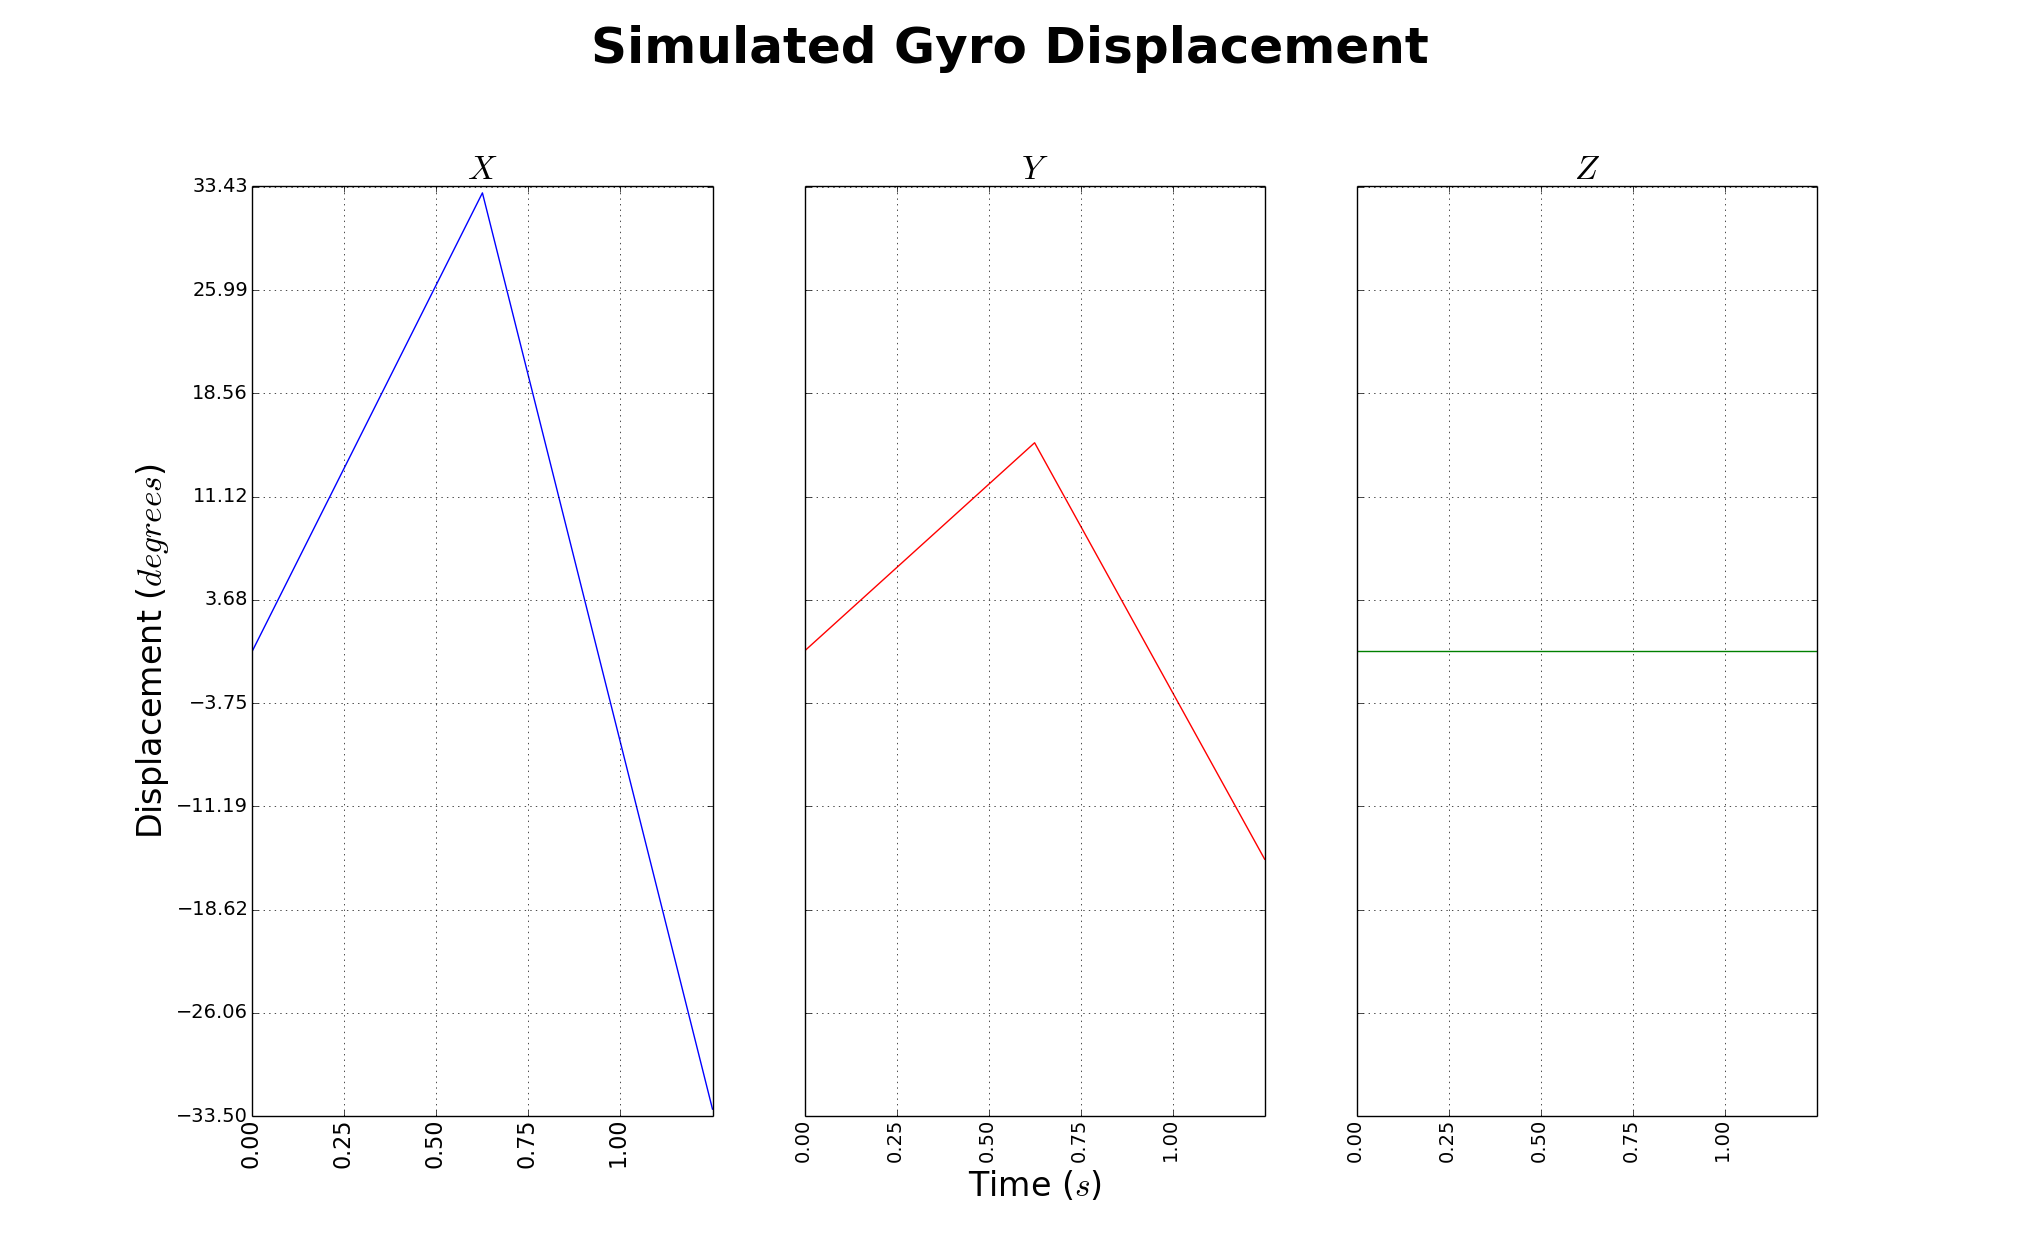 Simulated Gyro Displacement
X
Y
Z
Displacement (degrees)
33.43
25.99
18.56
11.12
3.68
−3.75
−11.19
−18.62
−26.06
−33.50
0.00 0.25 0.50 0.75 1.00
0.00 0.25 0.50 0.75 1.00
0.00 0.25 0.50 0.75 1.00
Time (s)